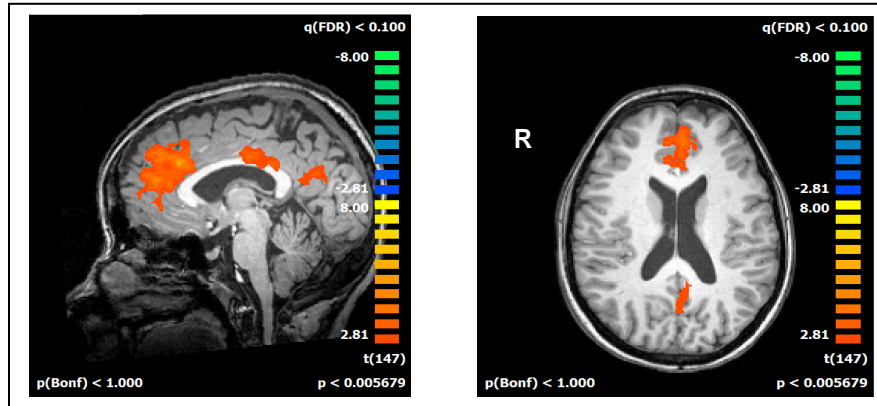 q(FDR) < 0.100
-8.00
-2.81
8.00
2.81
t(147)
p(Bonf) < 1.000
p < 0.005679
q(FDR) < 0.100
-8.00
R
-2.81
8.00
2.81
t(147)
p(Bonf) < 1.000
p < 0.005679